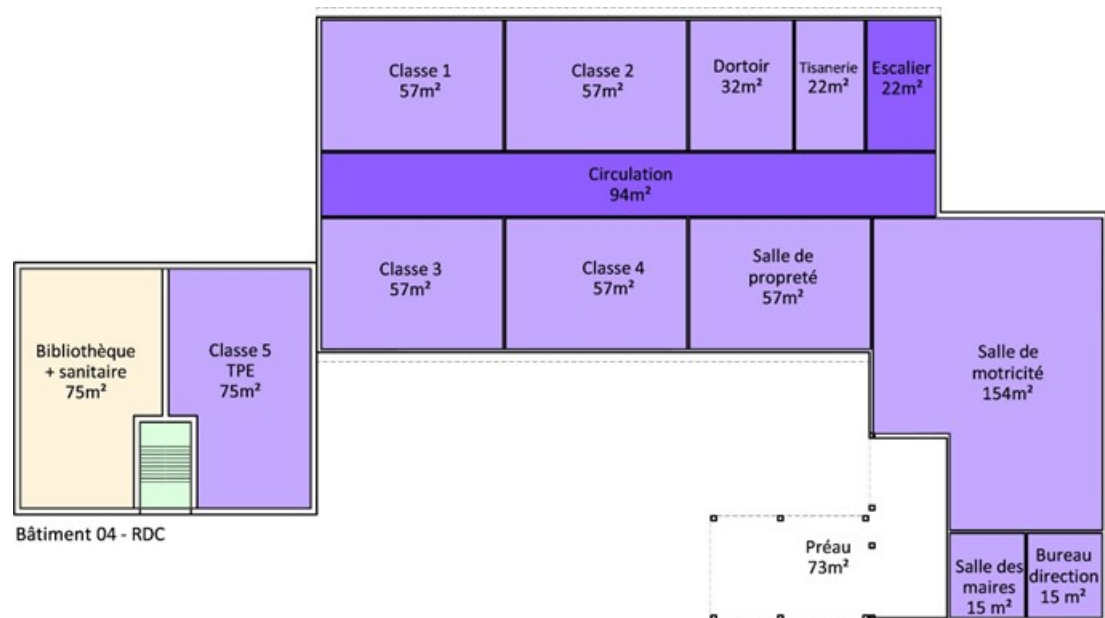 Classe 1
57m²
Classe 2
57m²
Dortoir
32m²
Tisanerie
22m²
Escalier
22m²
Circulation
94m²
Classe 3
57m²
Classe 4
57m²
Salle de
propreté
57m²
Bibliothèque
+ sanitaire
75m²
Classe 5
TPE
75m²
Salle de
motricité
154m²
Bâtiment 04 - RDC
Préau
73m²
Salle des
maires
15 m²
Bureau
direction
15 m²